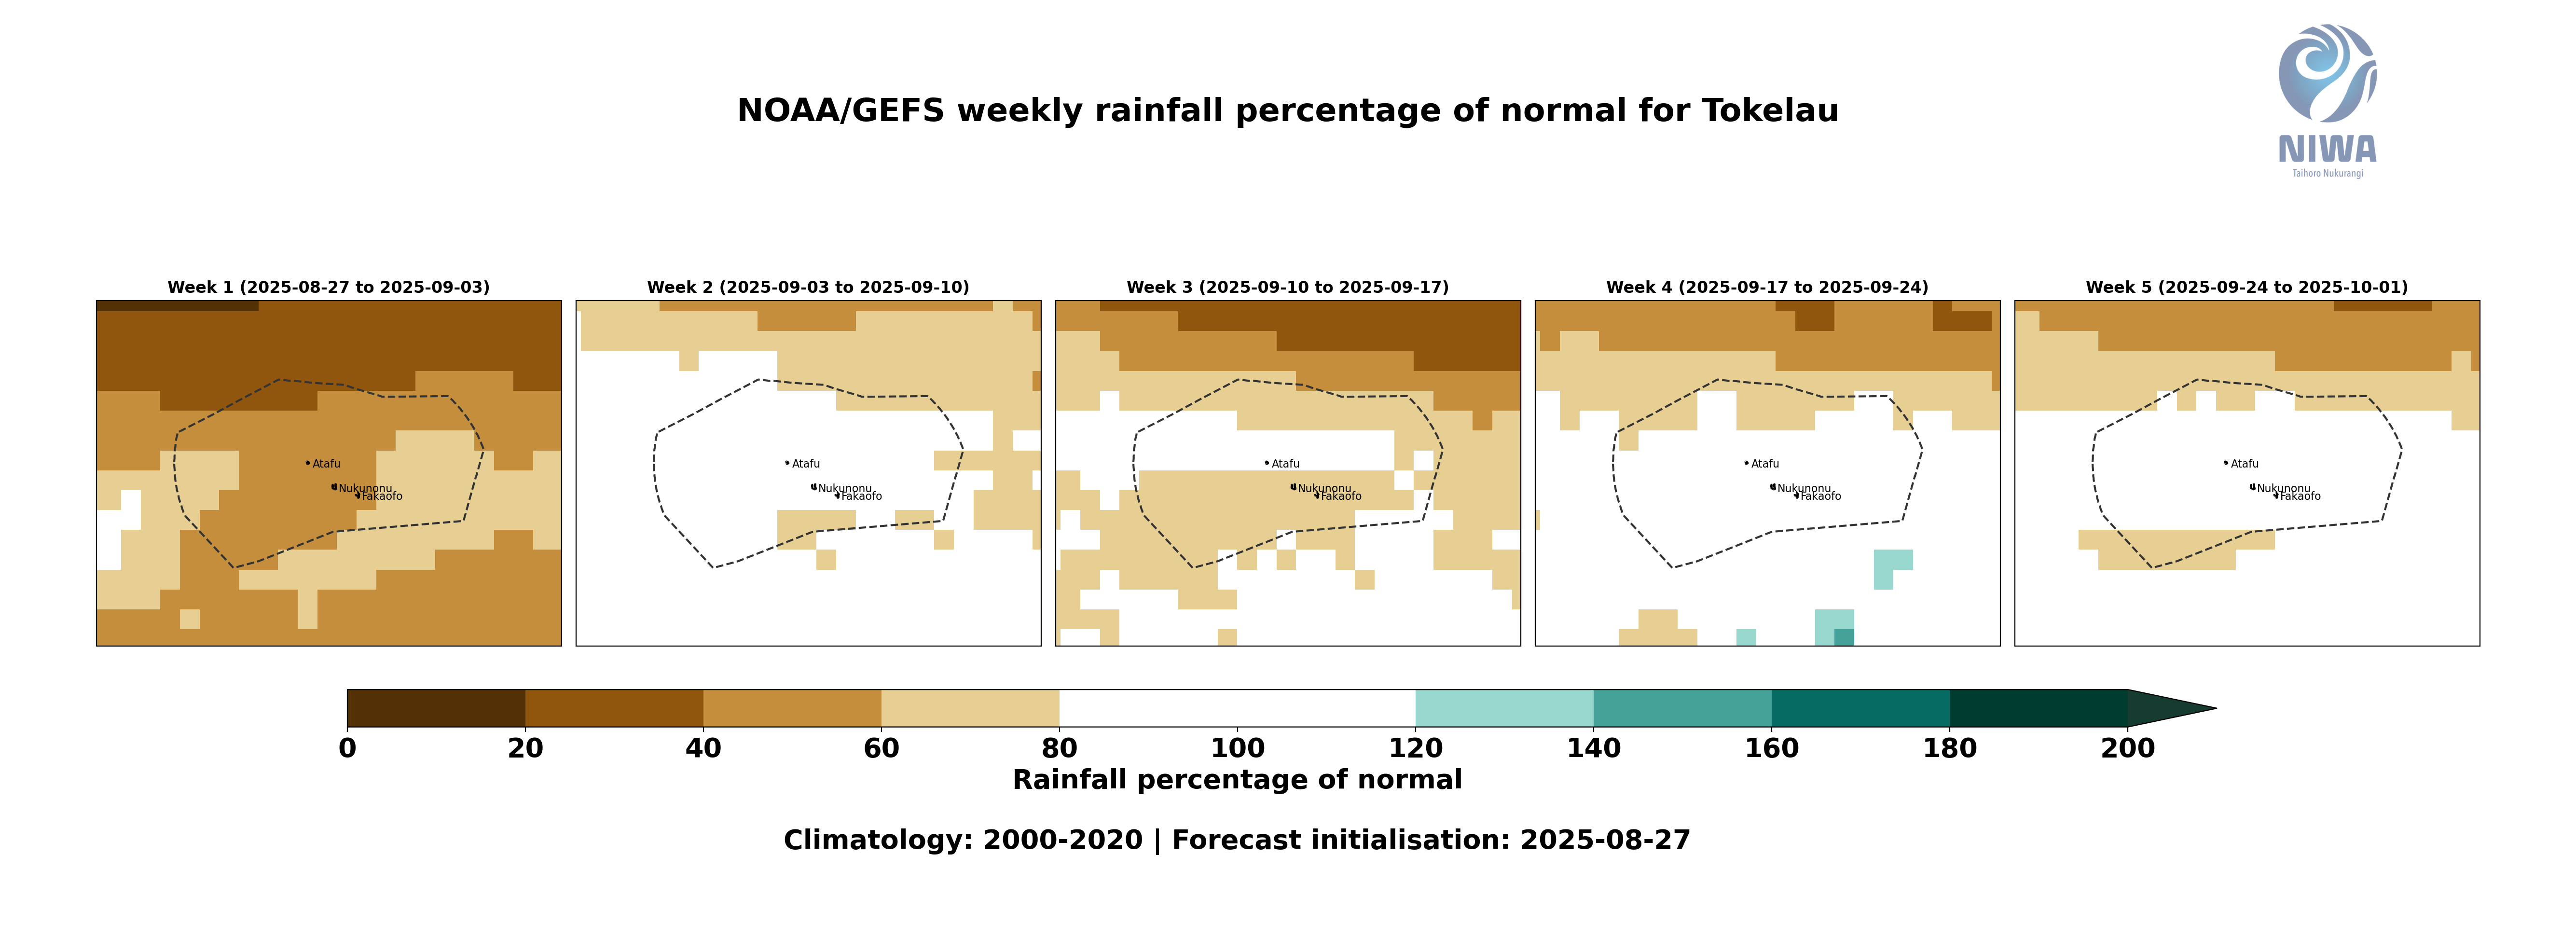 NOAA/GEFS weekly rainfall percentage of normal for Tokelau
NIWA
Taihoro Nukurangi
Week 1 (2025-08-27 to 2025-09-03)
Week 2 (2025-09-03 to 2025-09-10)
Week 3 (2025-09-10 to 2025-09-17)
Week 4 (2025-09-17 to 2025-09-24)
Week 5 (2025-09-24 to 2025-10-01)
Atafu
Nukunonu
Fakaofo
Atafu
Nukunonu
Fakaofo
Atafu
Nukunonu
Fakaofo
Atafu
Nukunonu
Fakaofo
Atafu
Nukunonu
Fakaofo
0 20 40 60 80 100 120 140 160 180 200
Rainfall percentage of normal
Climatology: 2000-2020 | Forecast initialisation: 2025-08-27